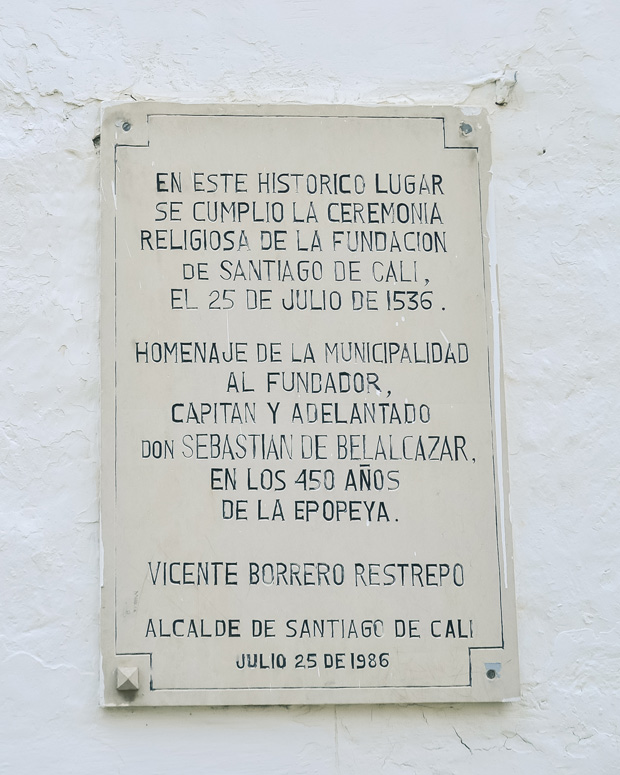 EN ESTE HISTORICO LUGAR
SE CUMPLIO LA CEREMONIA
RELIGIOSA DE LA FUNDACION
DE SANTIAGO DE CALI,
EL 25 DE JULIO DE 1536.
HOMENAJE DE LA MUNICIPALIDAD
AL FUNDADOR,
CAPITAN Y ADELANTADO
DON SEBASTIAN DE BELALCAZAR,
EN LOS 450 AÑOS
DE LA EPOPEYA.
VICENTE BORRERO RESTREPO
ALCALDE DE SANTIAGO DE CALI
JULIO 25 DE 1986